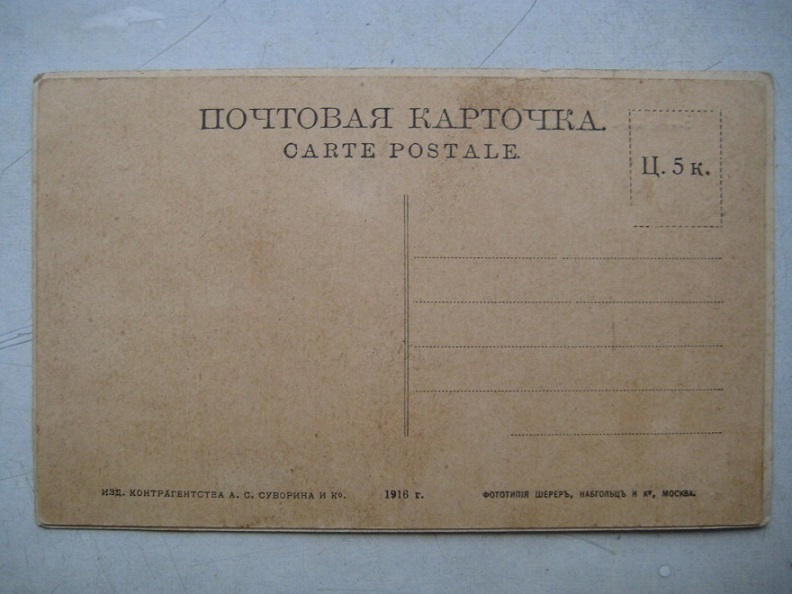 ПОЧТОВАЯ КАРТОЧКА.
CARTE POSTALE.
Ц. 5 к.
ИЗД. КОНТРАГЕНТСТВА А. С. СУВОРИНА И Ко. 1916 г. ФОТОТИПІЯ ШЕРЕРЪ, НАБГОЛЬЦЪ И Ко, МОСКВА.